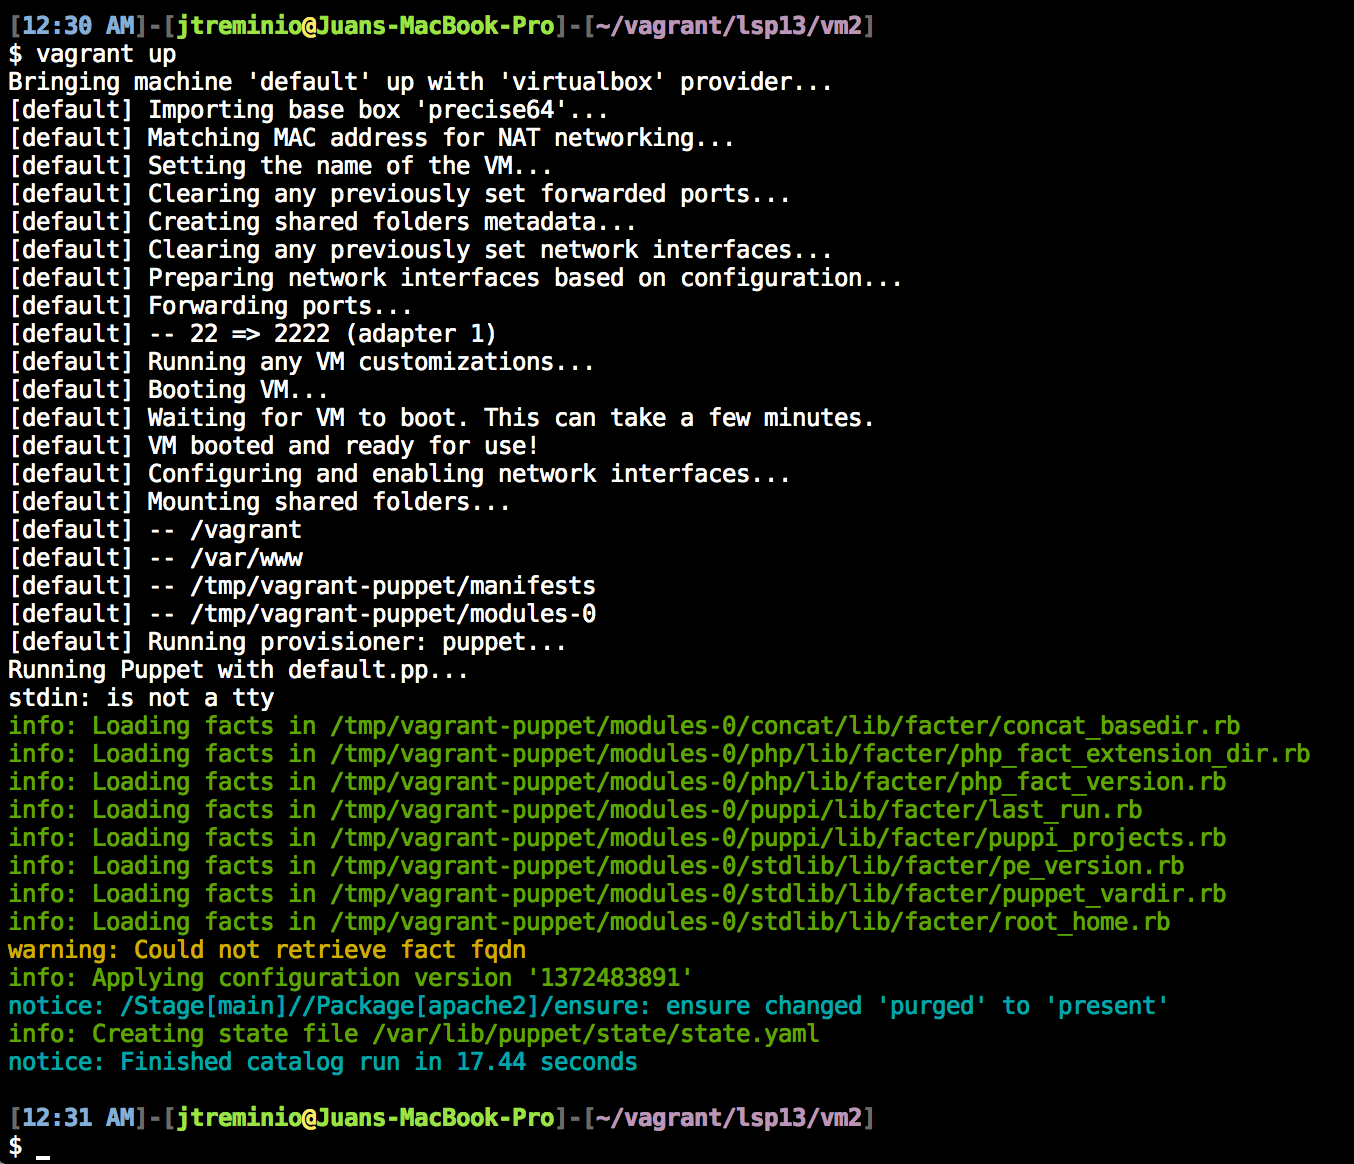 [12:30 AM]-[jtreminio@Juans-MacBook-Pro]-[~/vagrant/lsp13/vm2]
$ vagrant up
Bringing machine 'default' up with 'virtualbox' provider...
[default] Importing base box 'precise64'...
[default] Matching MAC address for NAT networking...
[default] Setting the name of the VM...
[default] Clearing any previously set forwarded ports...
[default] Creating shared folders metadata...
[default] Clearing any previously set network interfaces...
[default] Preparing network interfaces based on configuration...
[default] Forwarding ports...
[default] -- 22 => 2222 (adapter 1)
[default] Running any VM customizations...
[default] Booting VM...
[default] Waiting for VM to boot. This can take a few minutes.
[default] VM booted and ready for use!
[default] Configuring and enabling network interfaces...
[default] Mounting shared folders...
[default] -- /vagrant
[default] -- /var/www
[default] -- /tmp/vagrant-puppet/manifests
[default] -- /tmp/vagrant-puppet/modules-0
[default] Running provisioner: puppet...
Running Puppet with default.pp...
stdin: is not a tty
info: Loading facts in /tmp/vagrant-puppet/modules-0/concat/lib/facter/concat_basedir.rb
info: Loading facts in /tmp/vagrant-puppet/modules-0/php/lib/facter/php_fact_extension_dir.rb
info: Loading facts in /tmp/vagrant-puppet/modules-0/php/lib/facter/php_fact_version.rb
info: Loading facts in /tmp/vagrant-puppet/modules-0/puppi/lib/facter/last_run.rb
info: Loading facts in /tmp/vagrant-puppet/modules-0/puppi/lib/facter/puppi_projects.rb
info: Loading facts in /tmp/vagrant-puppet/modules-0/stdlib/lib/facter/pe_version.rb
info: Loading facts in /tmp/vagrant-puppet/modules-0/stdlib/lib/facter/puppet_vardir.rb
info: Loading facts in /tmp/vagrant-puppet/modules-0/stdlib/lib/facter/root_home.rb
warning: Could not retrieve fact fqdn
info: Applying configuration version '1372483891'
notice: /Stage[main]//Package[apache2]/ensure: ensure changed 'purged' to 'present'
info: Creating state file /var/lib/puppet/state/state.yaml
notice: Finished catalog run in 17.44 seconds
[12:31 AM]-[jtreminio@Juans-MacBook-Pro]-[~/vagrant/lsp13/vm2]
$ _